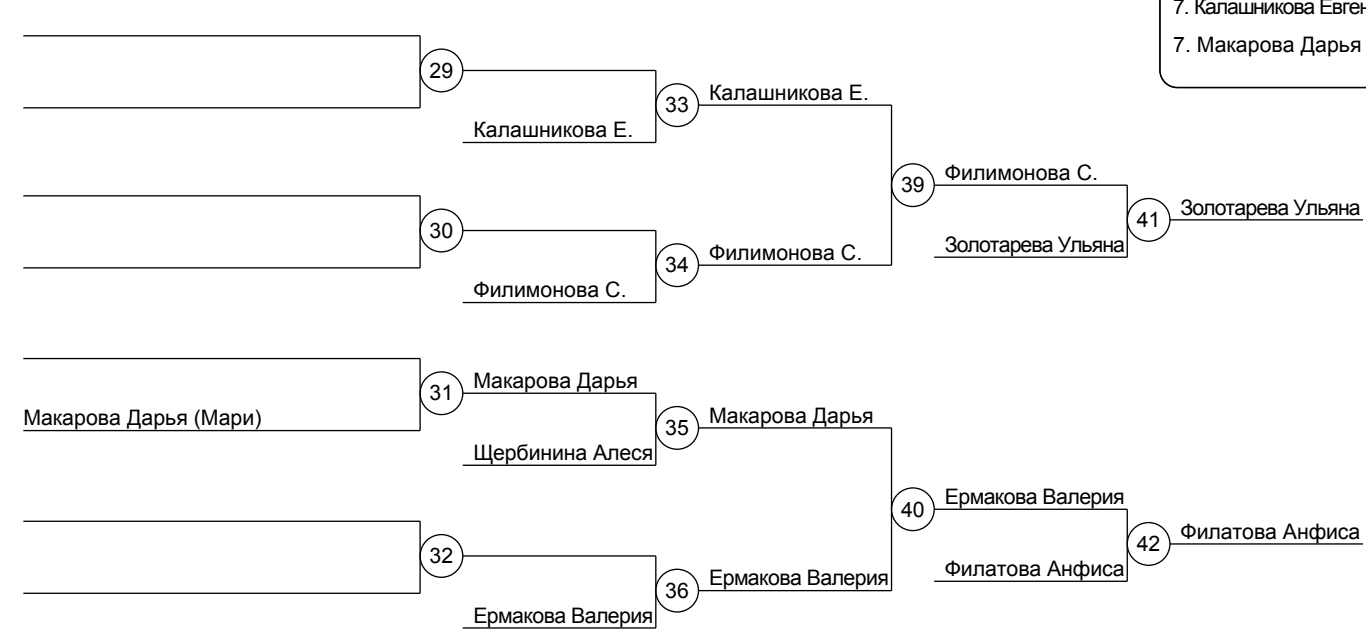 7. Калашникова
7. Макарова Дарья
29
33
Калашникова Е.
Калашникова Е.
39
Филимонова С.
41
Золотарева Ульяна
30
34
Филимонова С.
Золотарева Ульяна
Филимонова С.
31
Макарова Дарья
35
Макарова Дарья
Макарова Дарья (Мари)
Щербинина Алеся
40
Ермакова Валерия
42
Филатова Анфиса
32
36
Ермакова Валерия
Филатова Анфиса
Ермакова Валерия